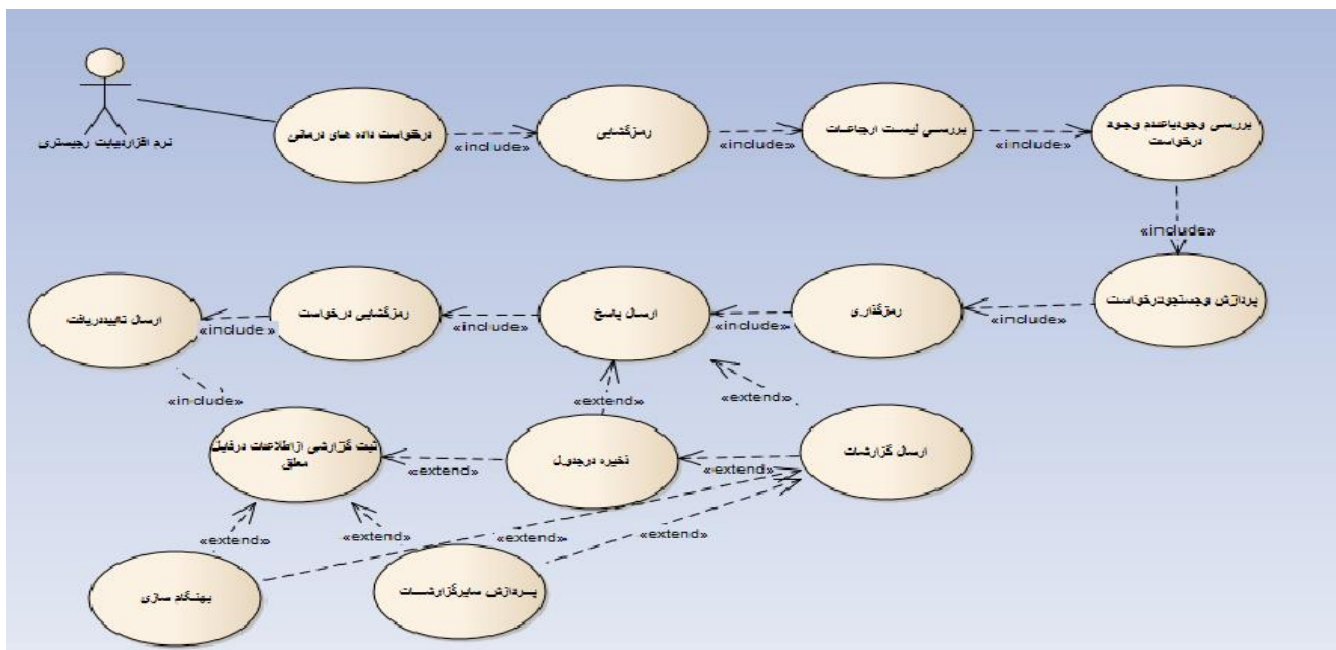 درخواست داده های درمانی
«include»
رمزگشایی
«include»
بررسی لیست ارجاعات
«include»
بررسی وجودیاعدم وجود
درخواست
نرم افزاردیابت رجیستری
«include»
پردازش وجستجودرخواست
«include»
رمزگذاری
«include»
ارسال پاسخ
«include»
رمزگشایی درخواست
«include»
ارسال تاییددریافت
«include»
«extend»
«extend»
ثبت گزارشی ازاطلاعات درفایل
معلق
«extend»
ذخیره درجدول
«extend»
ارسال گزارشات
«extend»
«extend»
«extend»
«extend»
بهنگام سازی
پردازش سایرگزارشات